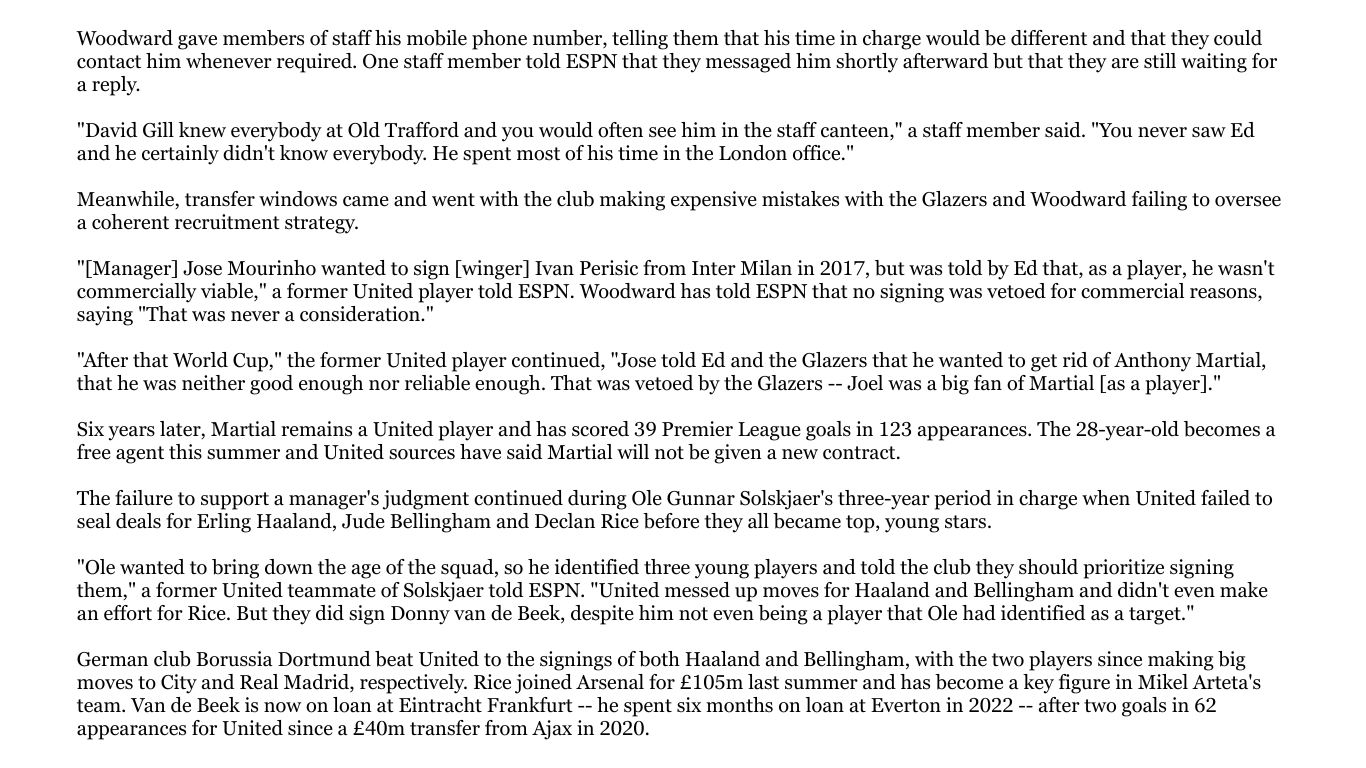 Woodward gave members of staff his mobile phone number, telling them that his time in charge would be different and that they could
contact him whenever required. One staff member told ESPN that they messaged him shortly afterward but that they are still waiting for
a reply.
"David Gill knew everybody at Old Trafford and you would often see him in the staff canteen," a staff member said. "You never saw Ed
and he certainly didn't know everybody. He spent most of his time in the London office."
Meanwhile, transfer windows came and went with the club making expensive mistakes with the Glazers and Woodward failing to oversee
a coherent recruitment strategy.
"[Manager] Jose Mourinho wanted to sign [winger] Ivan Perisic from Inter Milan in 2017, but was told by Ed that, as a player, he wasn't
commercially viable," a former United player told ESPN. Woodward has told ESPN that no signing was vetoed for commercial reasons,
saying "That was never a consideration."
"After that World Cup," the former United player continued, "Jose told Ed and the Glazers that he wanted to get rid of Anthony Martial,
that he was neither good enough nor reliable enough. That was vetoed by the Glazers -- Joel was a big fan of Martial [as a player]."
Six years later, Martial remains a United player and has scored 39 Premier League goals in 123 appearances. The 28-year-old becomes a
free agent this summer and United sources have said Martial will not be given a new contract.
The failure to support a manager's judgment continued during Ole Gunnar Solskjaer's three-year period in charge when United failed to
seal deals for Erling Haaland, Jude Bellingham and Declan Rice before they all became top, young stars.
"Ole wanted to bring down the age of the squad, so he identified three young players and told the club they should prioritize signing
them," a former United teammate of Solskjaer told ESPN. "United messed up moves for Haaland and Bellingham and didn't even make
an effort for Rice. But they did sign Donny van de Beek, despite him not even being a player that Ole had identified as a target."
German club Borussia Dortmund beat United to the signings of both Haaland and Bellingham, with the two players since making big
moves to City and Real Madrid, respectively. Rice joined Arsenal for £105m last summer and has become a key figure in Mikel Arteta's
team. Van de Beek is now on loan at Eintracht Frankfurt -- he spent six months on loan at Everton in 2022 -- after two goals in 62
appearances for United since a £40m transfer from Ajax in 2020.